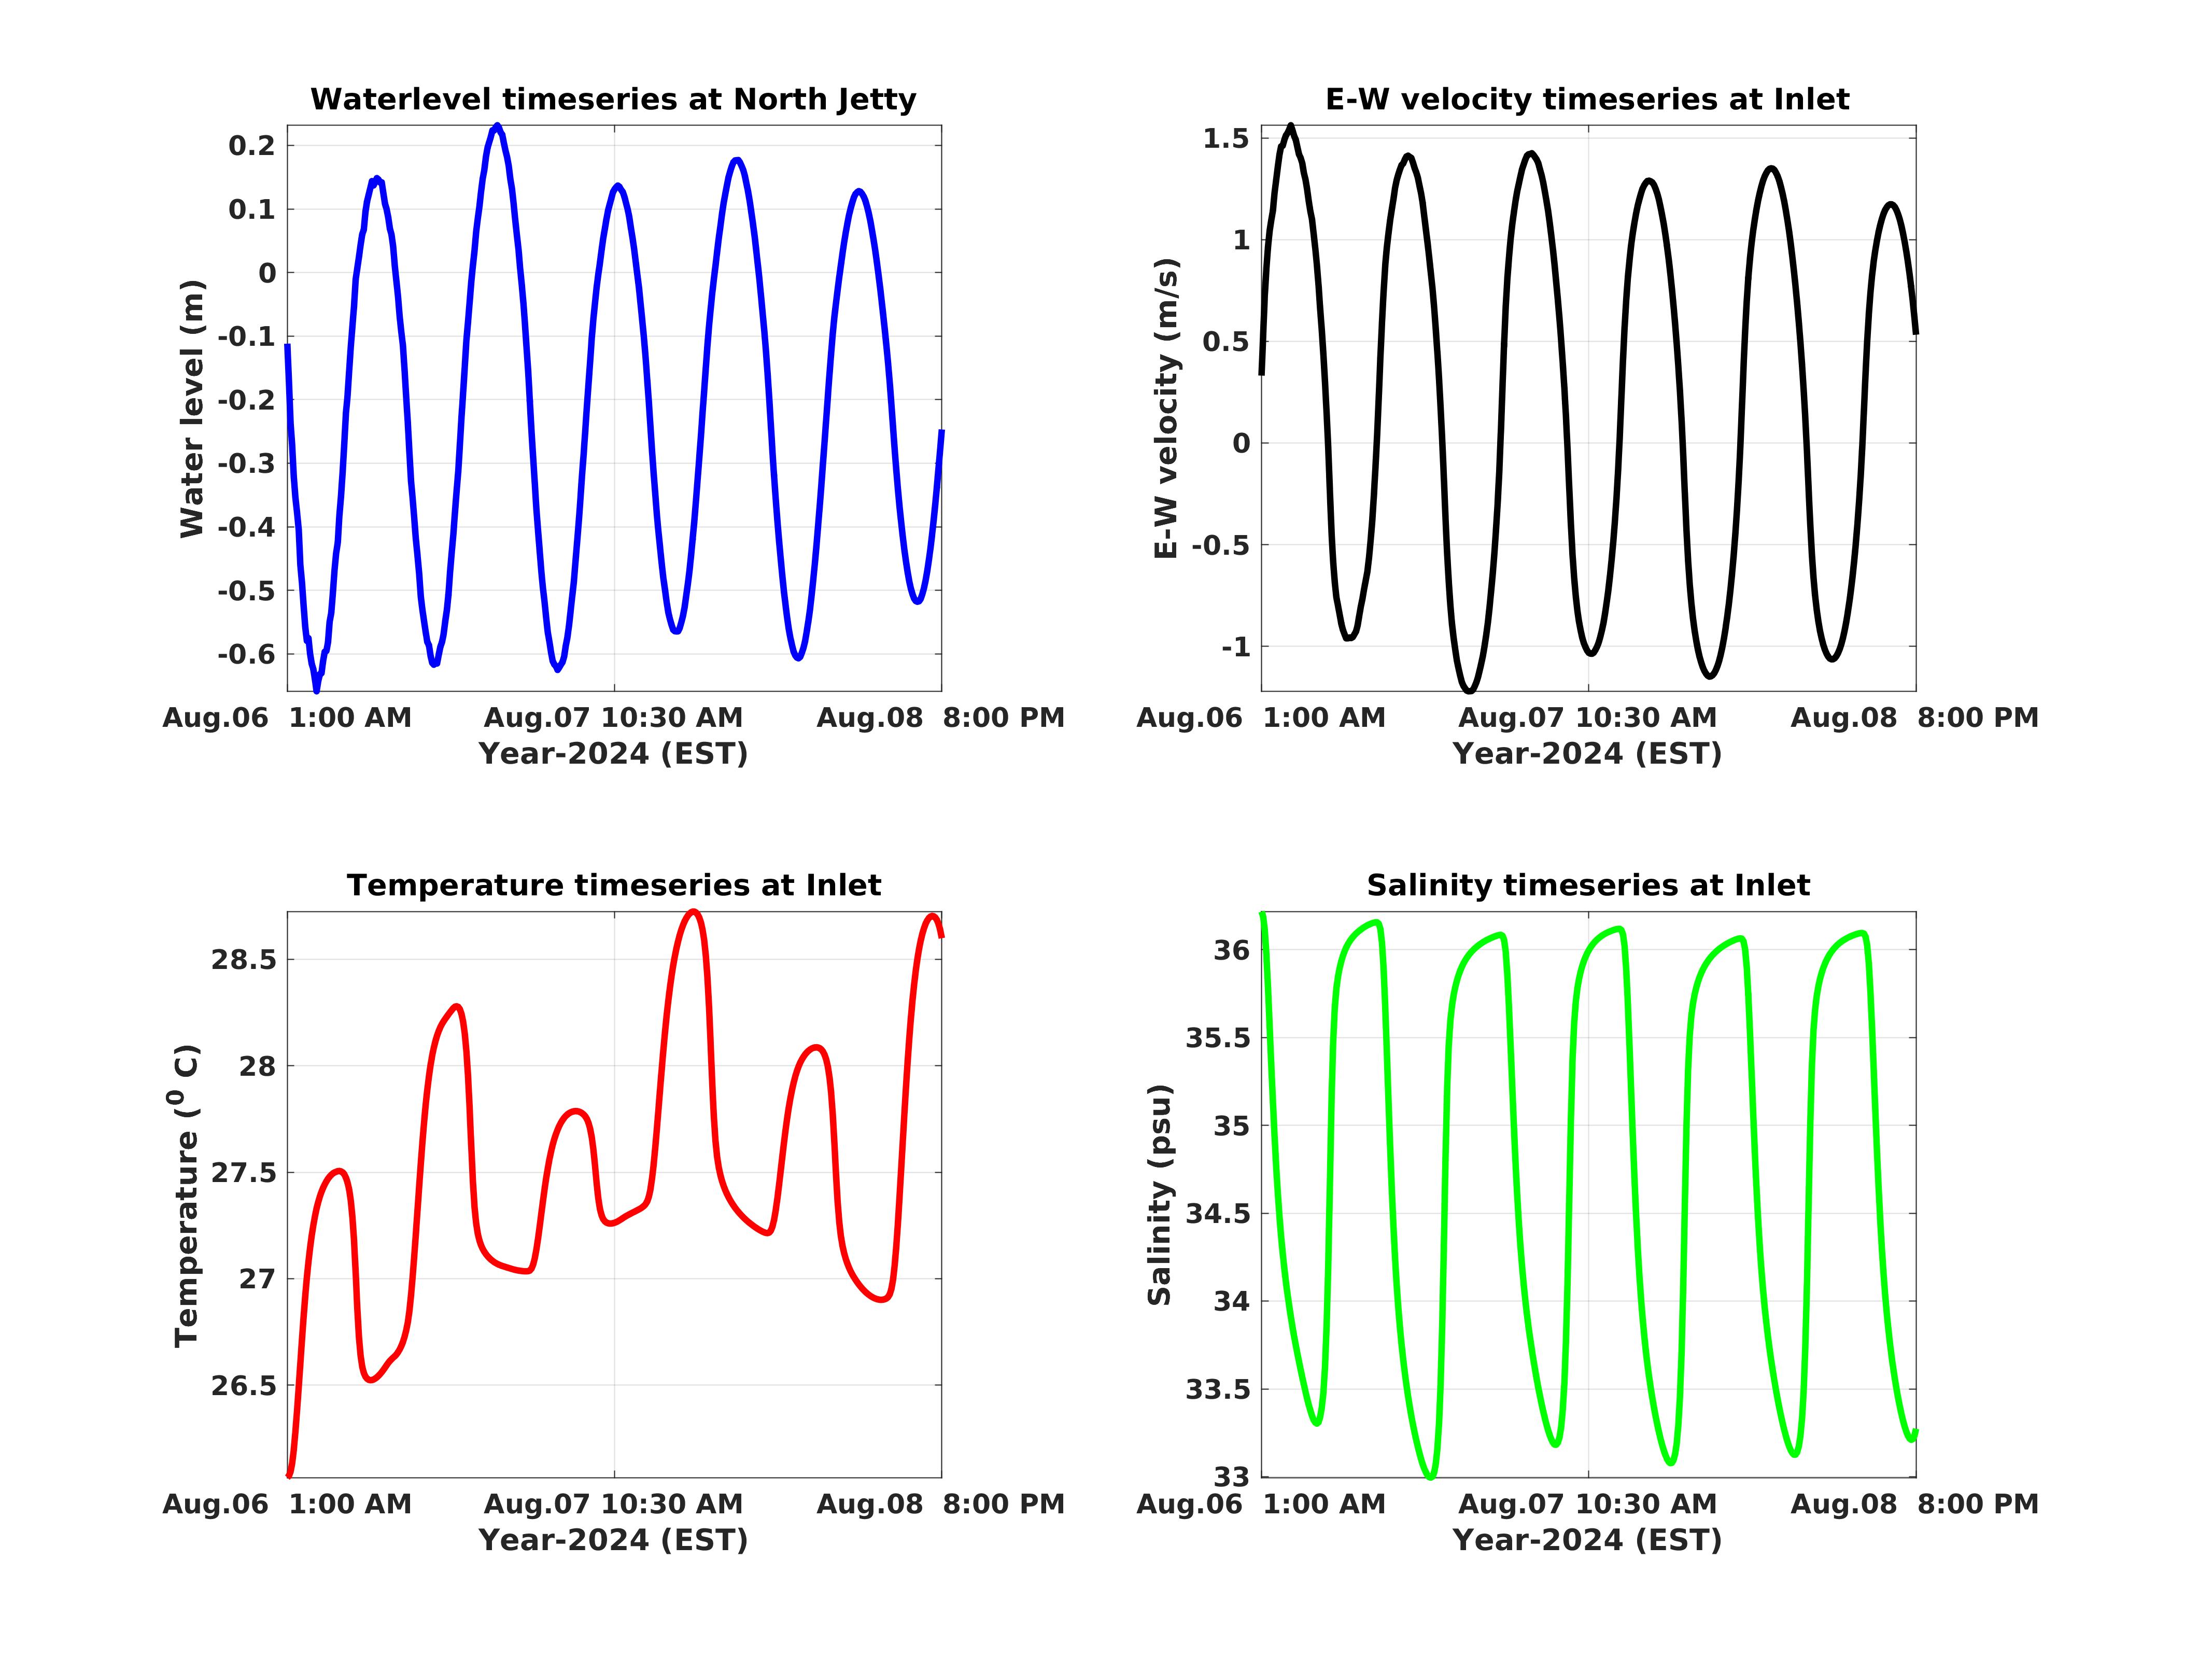 Waterlevel timeseries at North Jetty
0.2
0.1
0
-0.1
-0.2
-0.3
-0.4
-0.5
-0.6
Water level (m)
Aug.06  1:00 AM
Aug.07 10:30 AM
Aug.08  8:00 PM
Year-2024 (EST)
E-W velocity timeseries at Inlet
1.5
1
0.5
0
-0.5
-1
E-W velocity (m/s)
Aug.06  1:00 AM
Aug.07 10:30 AM
Aug.08  8:00 PM
Year-2024 (EST)
Temperature timeseries at Inlet
28.5
28
27.5
27
26.5
Temperature (⁰ C)
Aug.06  1:00 AM
Aug.07 10:30 AM
Aug.08  8:00 PM
Year-2024 (EST)
Salinity timeseries at Inlet
36
35.5
35
34.5
34
33.5
33
Salinity (psu)
Aug.06  1:00 AM
Aug.07 10:30 AM
Aug.08  8:00 PM
Year-2024 (EST)